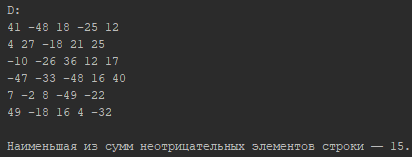 D:
41 -48 18 -25 12
4 27 -18 21 25
-10 -26 36 12 17
-47 -33 -48 16 40
7 -2 8 -49 -22
49 -18 16 4 -32
Наименьшая из сумм неотрицательных элементов строки — 15.